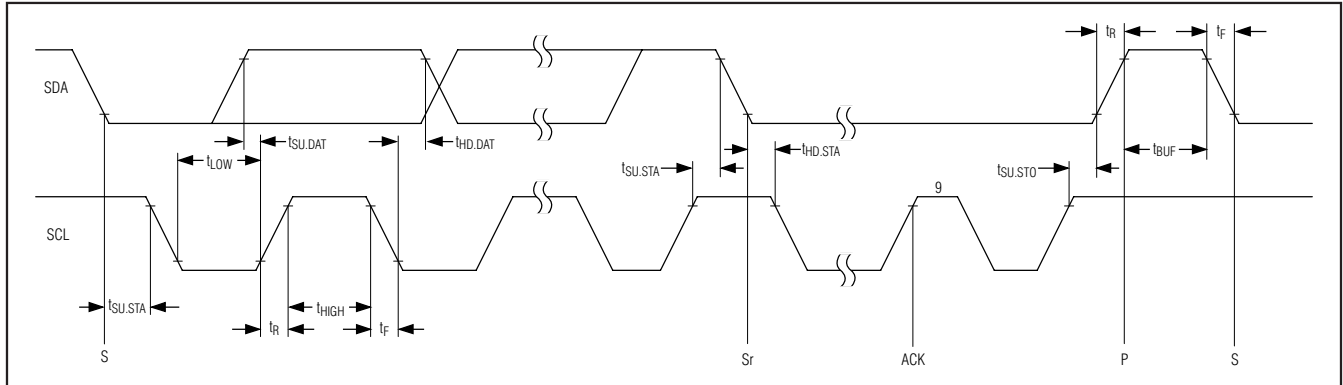 tR
tF
SDA
tSU.DAT
tHD.DAT
tLOW
tHD.STA
tBUF
tSU.STA
tSU.STO
9
SCL
tSU.STA
tHIGH
tR
tF
S
Sr
ACK
P
S